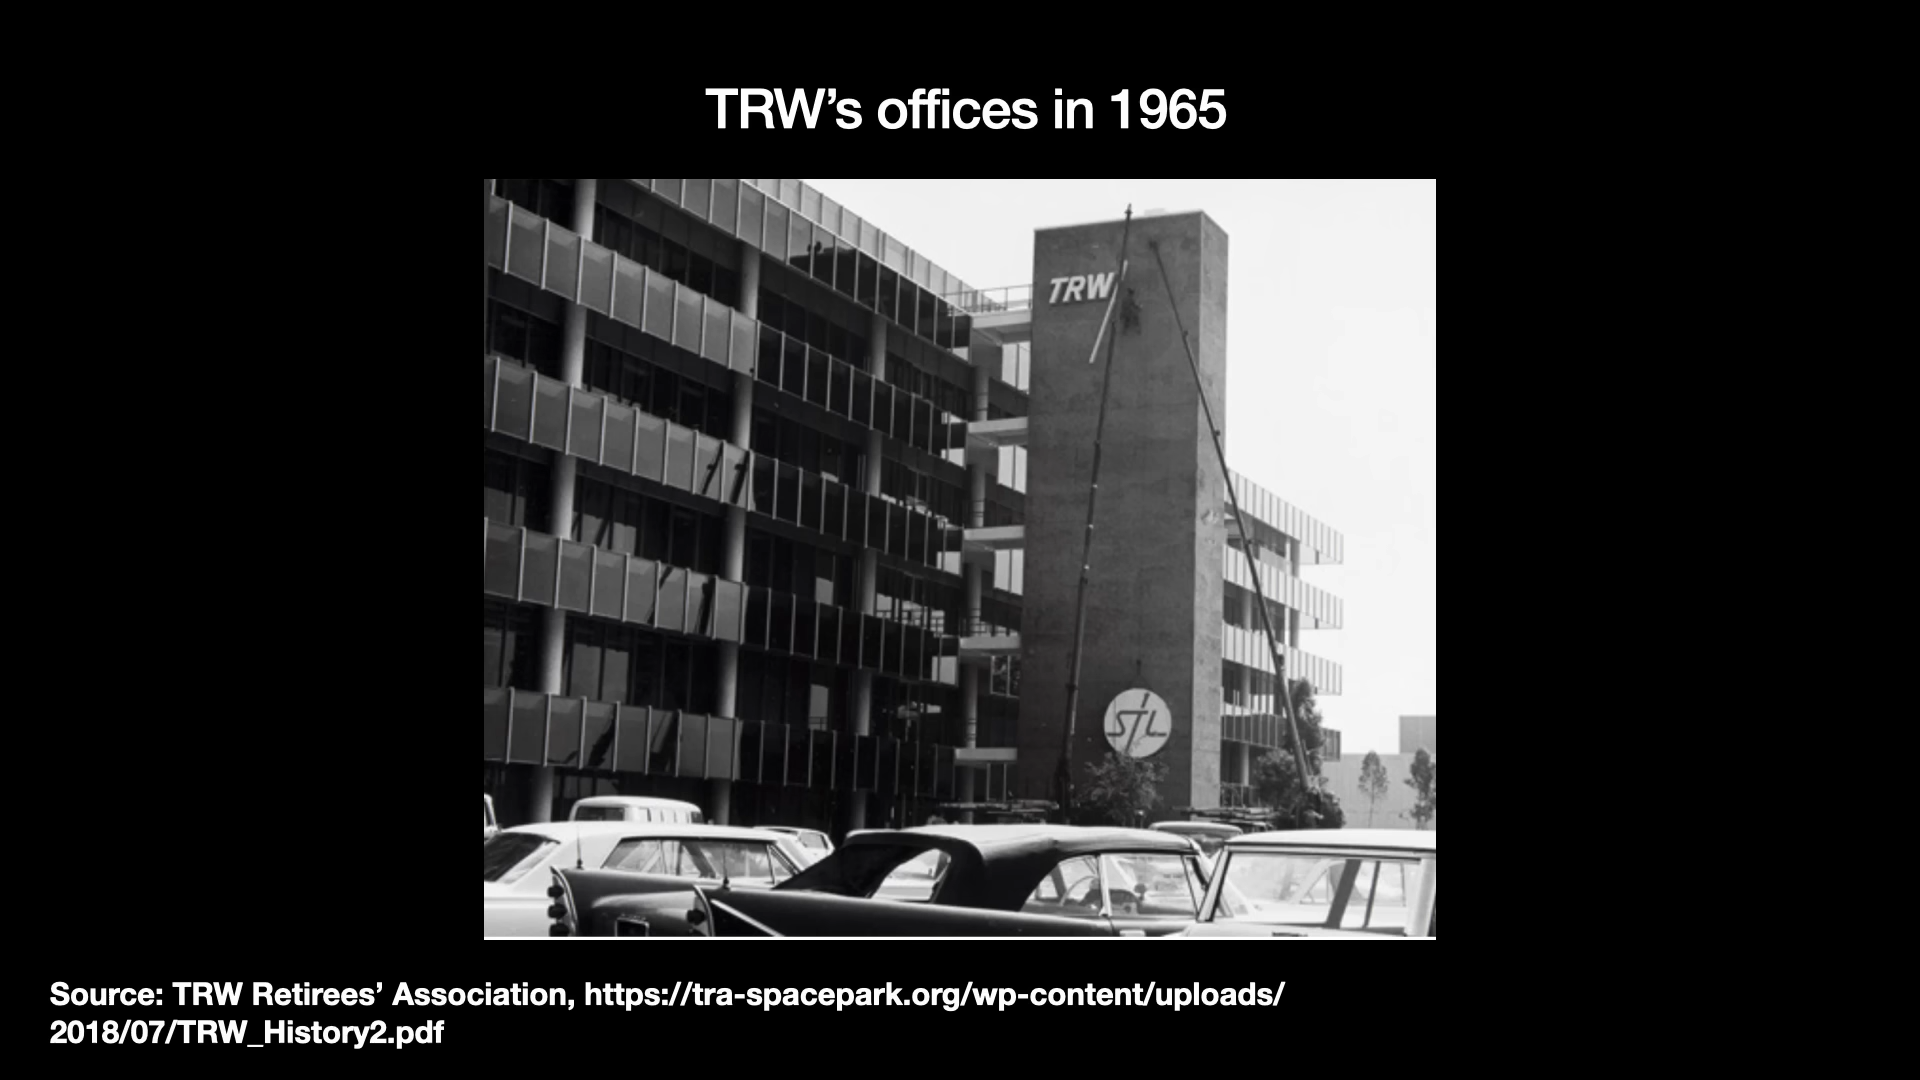 TRW’s offices in 1965
TRW
STL
Source: TRW Retirees’ Association, https://tra-spacepark.org/wp-content/uploads/
2018/07/TRW_History2.pdf